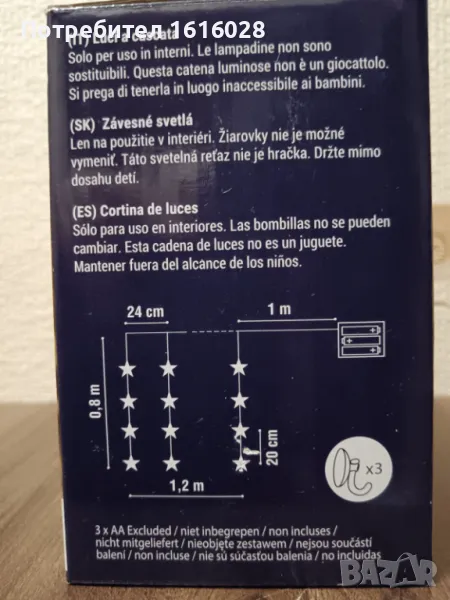 Потребител 1616028
(IT) Luci a cascata
Solo per uso in interni. Le lampadine non sono
sostituibili. Questa catena luminose non è un giocattolo.
Si prega di tenerla in luogo inaccessibile ai bambini.
(SK) Závesné svetlá
Len na použitie v interiéri. Žiarovky nie je možné
vymeniť. Táto svetelná reťaz nie je hračka. Držte mimo
dosahu detí.
(ES) Cortina de luces
Sólo para uso en interiores. Las bombillas no se pueden
cambiar. Esta cadena de luces no es un juguete.
Mantener fuera del alcance de los niños.
24 cm
1 m
0,8 m
20 cm
1,2 m
x3
3 x AA Excluded / niet inbegrepen / non incluses /
nicht mitgeliefert / nieobjęte zestawem / nejsou součástí
balení / non incluse / nie sú súčasťou balenia / no incluidas
BAZAR.BG